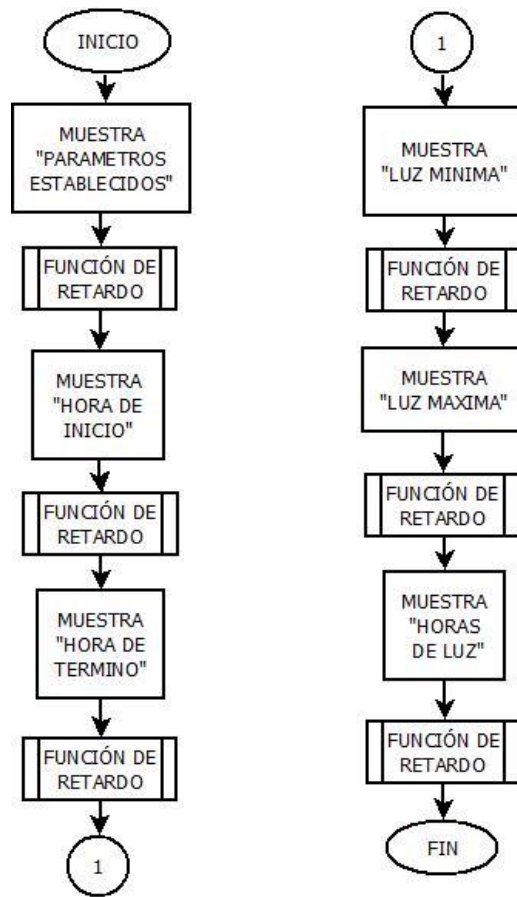 INICIO
MUESTRA
"PARAMETROS
ESTABLECIDOS"
FUNCIÓN DE
RETARDO
MUESTRA
"HORA DE
INICIO"
FUNCIÓN DE
RETARDO
MUESTRA
"HORA DE
TERMINO"
FUNCIÓN DE
RETARDO
1
1
MUESTRA
"LUZ MINIMA"
FUNCIÓN DE
RETARDO
MUESTRA
"LUZ MAXIMA"
FUNCIÓN DE
RETARDO
MUESTRA
"HORAS
DE LUZ"
FUNCIÓN DE
RETARDO
FIN